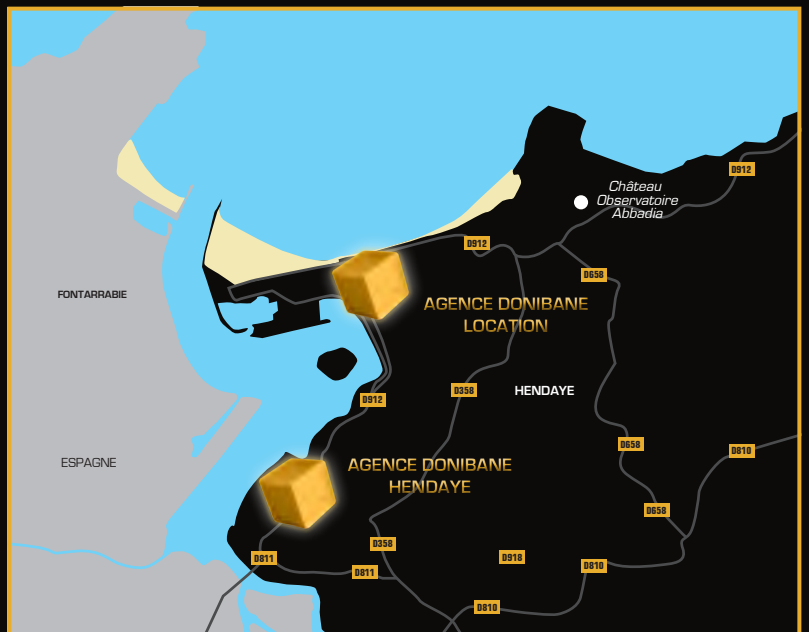 D912
Château
Observatoire
Abbadia
D912
D658
FONTARRABIE
AGENCE DONIBANE
LOCATION
D358
HENDAYE
D912
D658
D810
ESPAGNE
AGENCE DONIBANE
HENDAYE
D658
D358
D811
D918
D810
D811
D810